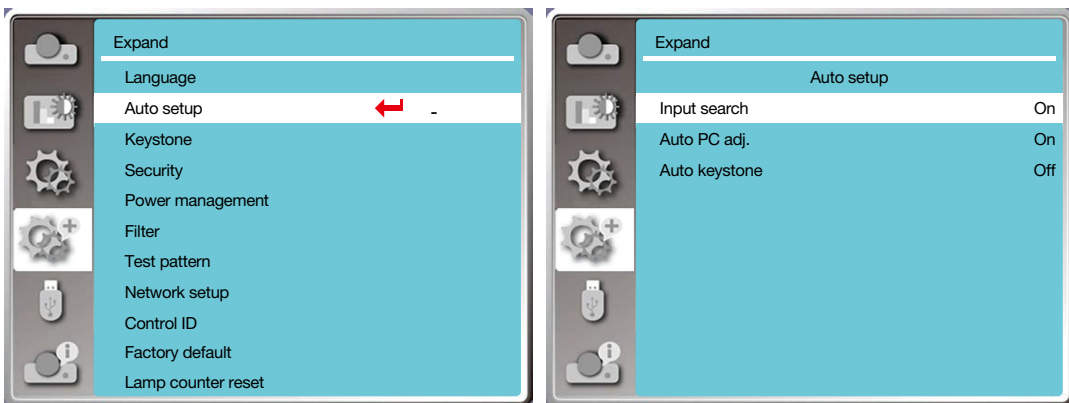 Expand
Language
Auto setup -
Keystone
Security
Power management
Filter
Test pattern
Network setup
Control ID
Factory default
Lamp counter reset
Expand
Auto setup
Input search On
Auto PC adj. On
Auto keystone Off